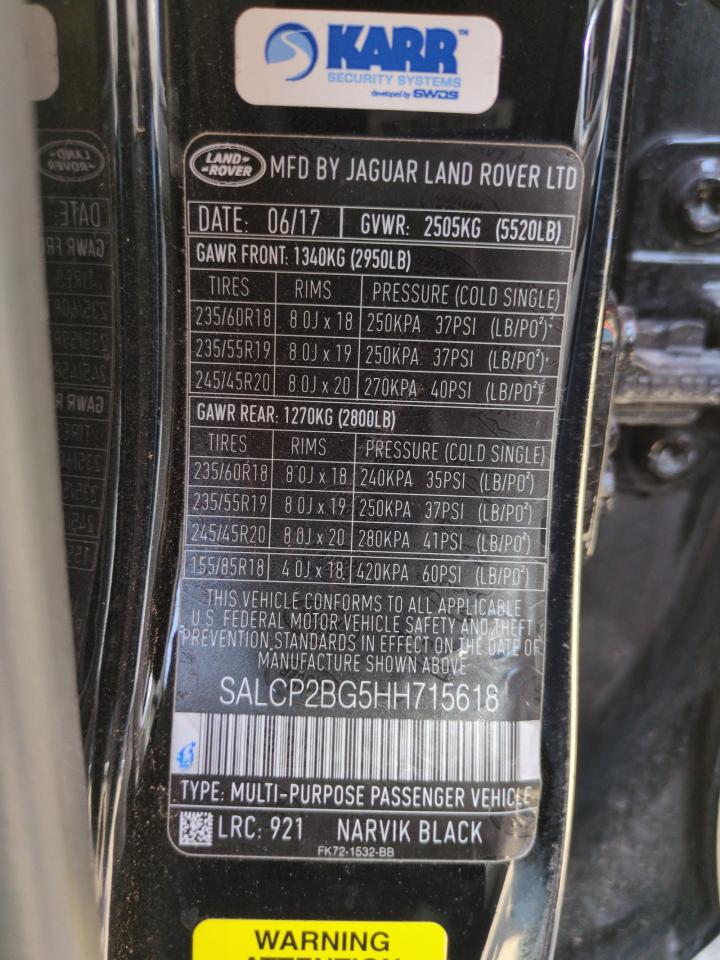 KARR™
SECURITY SYSTEMS
developed by SWDS
LAND-
-ROVER
MFD BY JAGUAR LAND ROVER LTD
DATE: 06/17 GVWR: 2505KG (5520LB)
GAWR FRONT: 1340KG (2950LB)
TIRES RIMS PRESSURE (COLD SINGLE)
235/60R18 8.0J x 18 250KPA 37PSI (LB/PO²)
235/55R19 8.0J x 19 250KPA 37PSI (LB/PO²)
245/45R20 8.0J x 20 270KPA 40PSI (LB/PO²)
GAWR REAR: 1270KG (2800LB)
TIRES RIMS PRESSURE (COLD SINGLE)
235/60R18 8.0J x 18 240KPA 35PSI (LB/PO²)
235/55R19 8.0J x 19 250KPA 37PSI (LB/PO²)
245/45R20 8.0J x 20 280KPA 41PSI (LB/PO²)
155/85R18 4.0J x 18 420KPA 60PSI (LB/PO²)
THIS VEHICLE CONFORMS TO ALL APPLICABLE
U.S. FEDERAL MOTOR VEHICLE SAFETY AND THEFT
PREVENTION STANDARDS IN EFFECT ON THE DATE OF
MANUFACTURE SHOWN ABOVE
SALCP2BG5HH715618
TYPE: MULTI-PURPOSE PASSENGER VEHICLE
LRC: 921 NARVIK BLACK
FK72-1532-BB
WARNING
ATTENTION